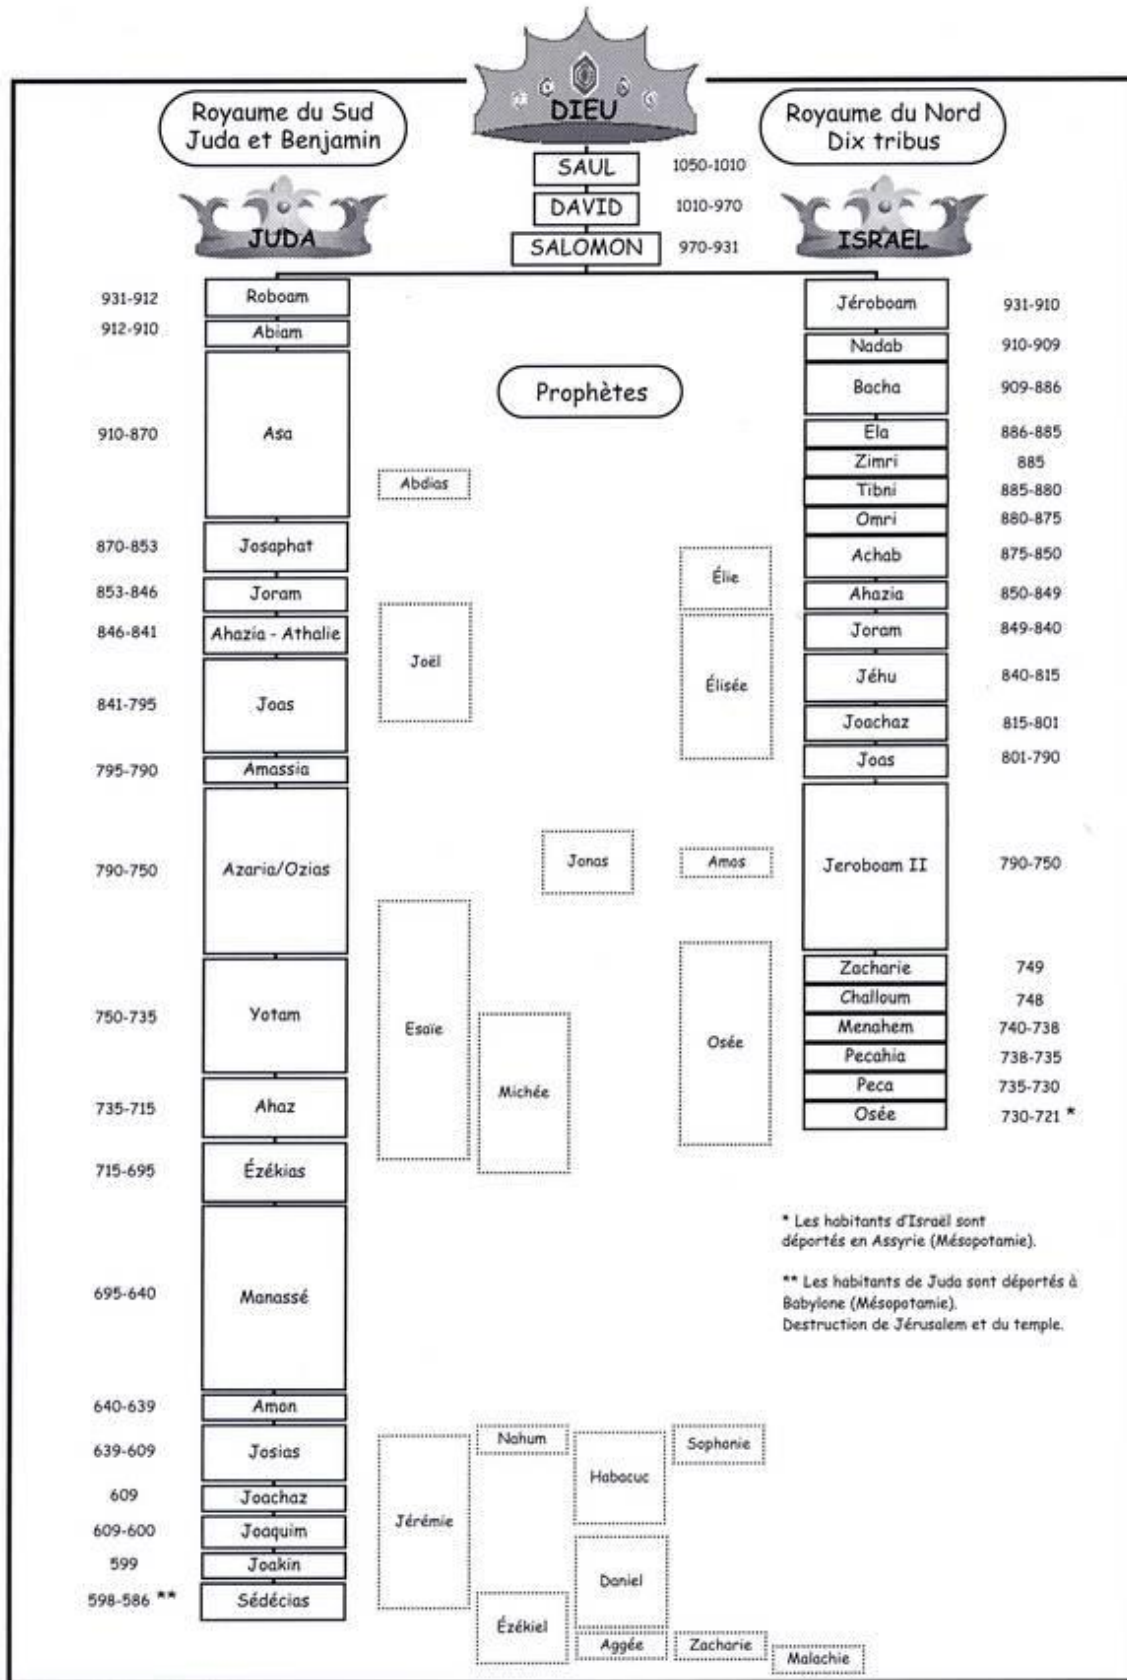 DIEU
Royaume du Sud
Juda et Benjamin
Royaume du Nord
Dix tribus
SAUL 1050-1010
DAVID 1010-970
SALOMON 970-931
JUDA
ISRAEL
931-912 Roboam
912-910 Abiam
910-870 Asa
870-853 Josaphat
853-846 Joram
846-841 Ahazia - Athalie
841-795 Joas
795-790 Amassia
790-750 Azaria/Ozias
750-735 Yotam
735-715 Ahaz
715-695 Ézékias
695-640 Manassé
640-639 Amon
639-609 Josias
609 Joachaz
609-600 Joaquim
599 Joakin
598-586 ** Sédécias
Prophètes
Abdias
Élie
Joël
Élisée
Jonas
Amos
Esaïe
Michée
Osée
Nahum
Sophonie
Habacuc
Jérémie
Daniel
Ézékiel
Aggée
Zacharie
Malachie
Jéroboam 931-910
Nadab 910-909
Bacha 909-886
Ela 886-885
Zimri 885
Tibni 885-880
Omri 880-875
Achab 875-850
Ahazia 850-849
Joram 849-840
Jéhu 840-815
Joachaz 815-801
Joas 801-790
Jeroboam II 790-750
Zacharie 749
Challoum 748
Menahem 740-738
Pecahia 738-735
Peca 735-730
Osée 730-721 *
* Les habitants d'Israël sont
déportés en Assyrie (Mésopotamie).
** Les habitants de Juda sont déportés à
Babylone (Mésopotamie).
Destruction de Jérusalem et du temple.